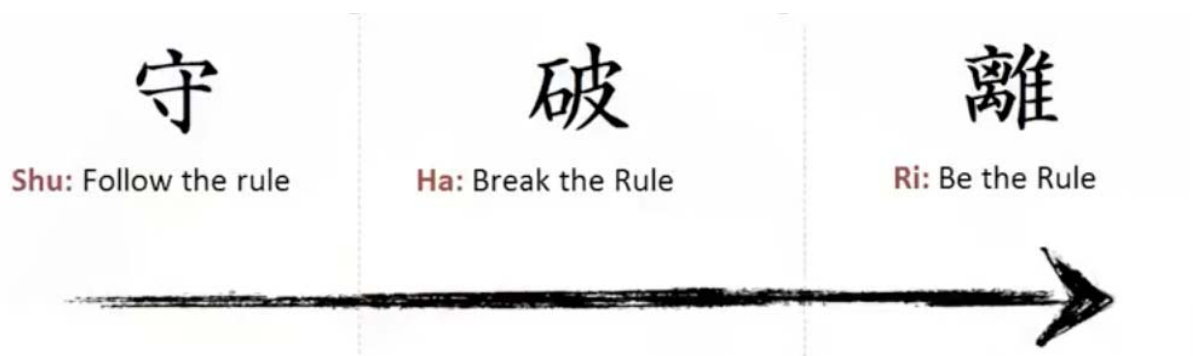 守 破 離
Shu: Follow the rule Ha: Break the Rule Ri: Be the Rule